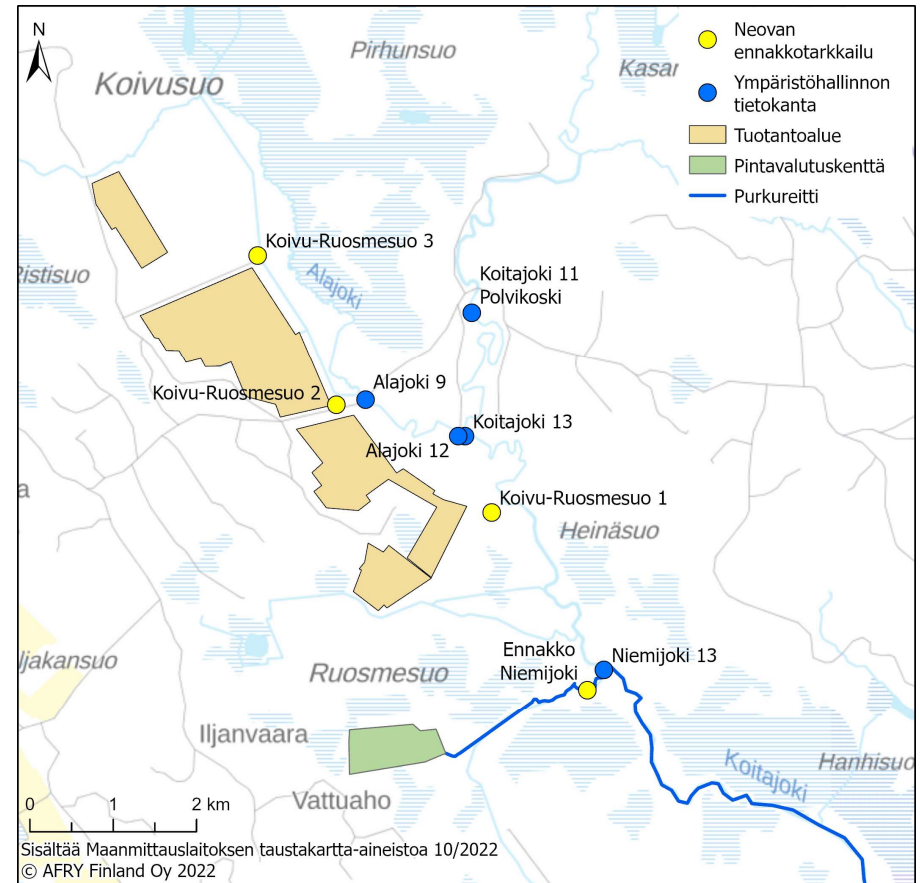 N
Pirhunsuo
Koivusuo
Kasar
Neovan
ennakkotarkkailu
Ympäristöhallinnon
tietokanta
Tuotantoalue
Pintavalutuskenttä
Purkureitti
Koivu-Ruosmesuo 3
Ristisuo
Alajoki
Koitajoki 11
Polvikoski
Alajoki 9
Koivu-Ruosmesuo 2
Koitajoki 13
Alajoki 12
a
Koivu-Ruosmesuo 1
Heinäsuo
ljakansuo
Ruosmesuo
Ennakko
Niemijoki
Niemijoki 13
Iljanvaara
Koitajoki
Hanhisuo
Vattuaho
0 1 2 km
Sisältää Maanmittauslaitoksen taustakartta-aineistoa 10/2022
© AFRY Finland Oy 2022